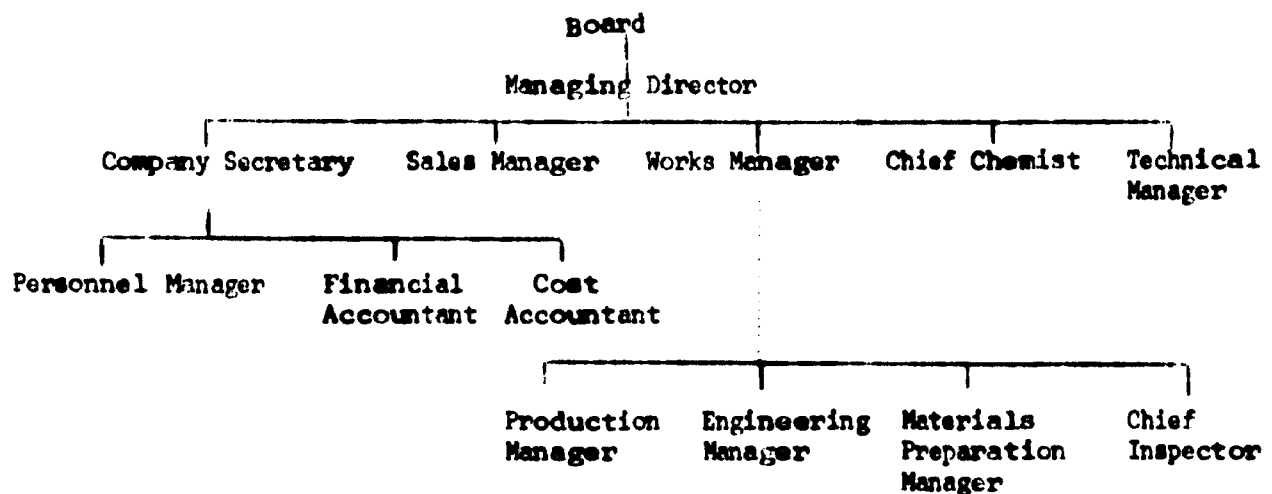 Board
Managing Director
Company Secretary Sales Manager Works Manager Chief Chemist Technical
Manager
Personnel Manager Financial Cost
Accountant Accountant
Production Engineering Materials Chief
Manager Manager Preparation Inspector
Manager